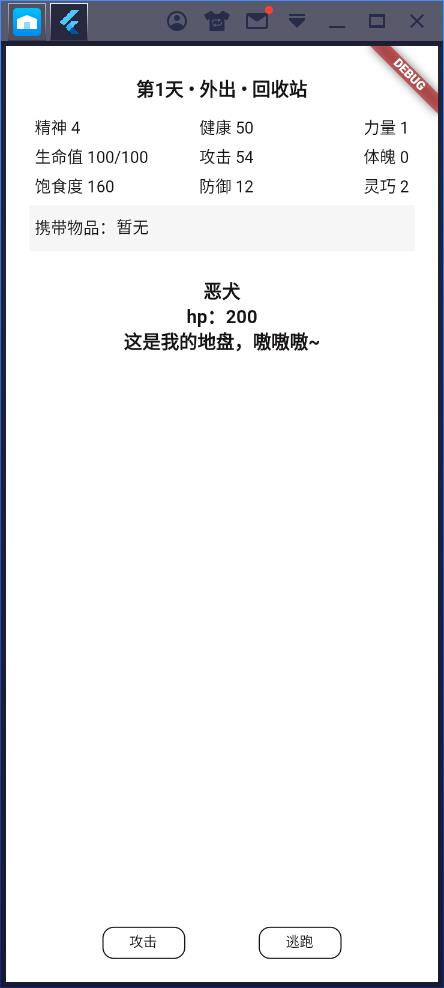 DEBUG
第1天·外出·回收站
精神 4 健康 50 力量 1
生命值 100/100 攻击 54 体魄 0
饱食度 160 防御 12 灵巧 2
携带物品：暂无
恶犬
hp：200
这是我的地盘，嗷嗷嗷~
攻击 逃跑